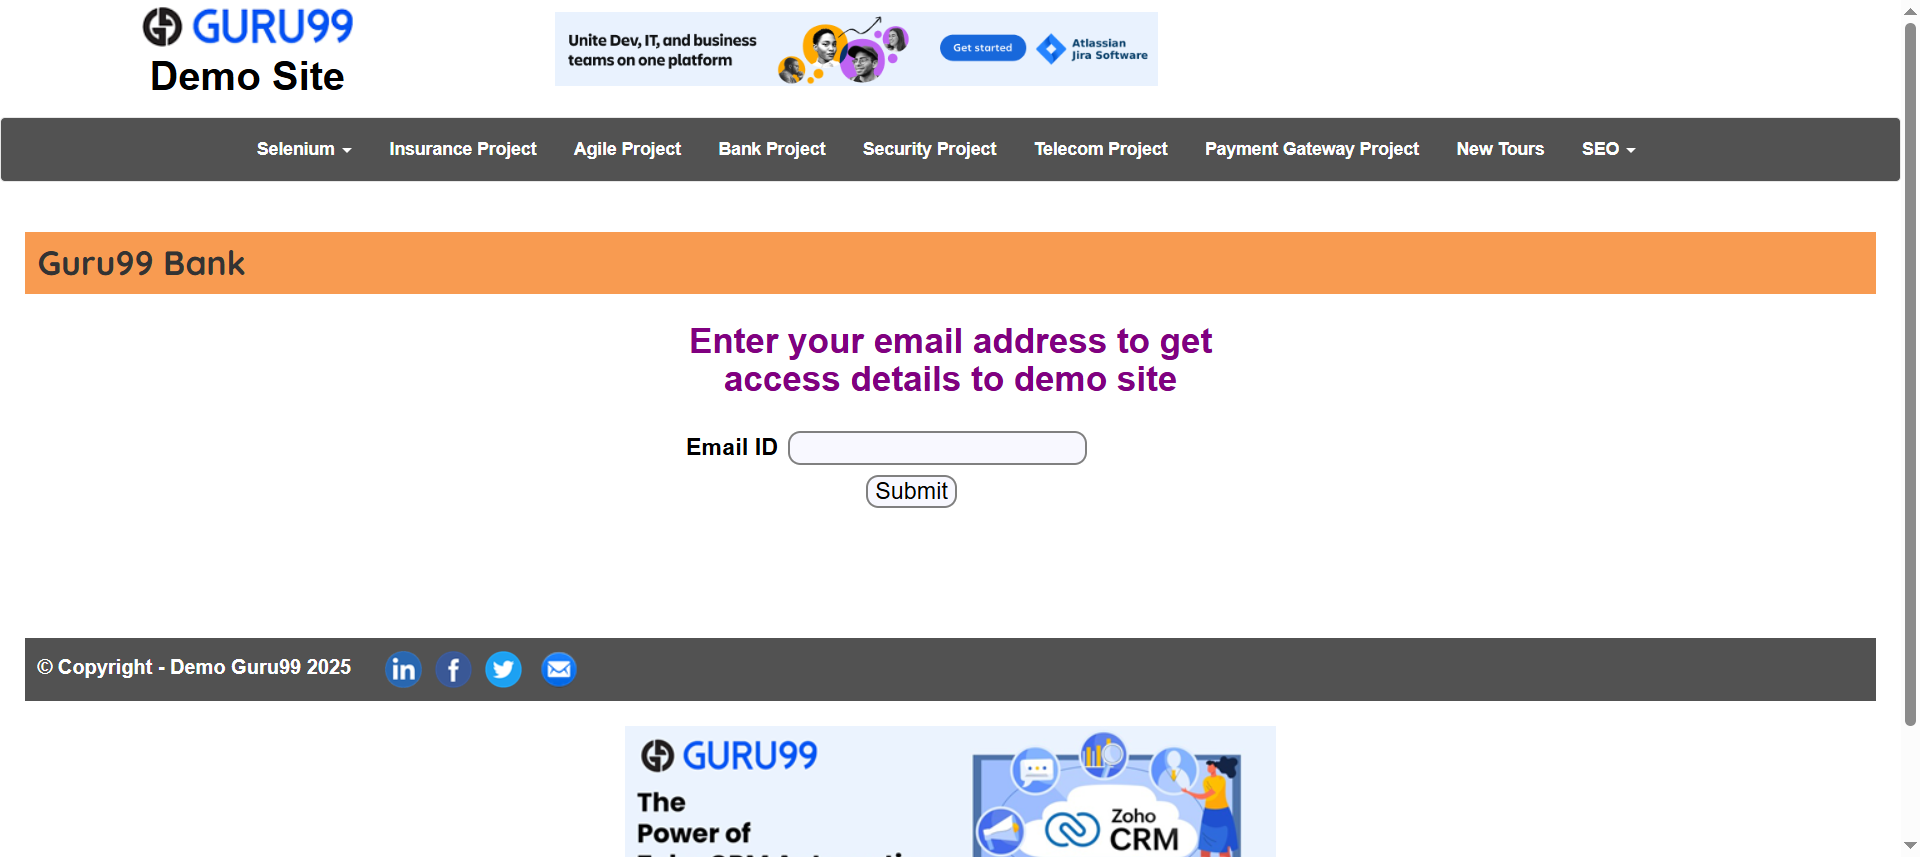 GURU99
Demo Site
Unite Dev, IT, and business
teams on one platform
Get started
Atlassian
Jira Software
Selenium
Insurance Project
Agile Project
Bank Project
Security Project
Telecom Project
Payment Gateway Project
New Tours
SEO
Guru99 Bank
Enter your email address to get
access details to demo site
Email ID
Submit
© Copyright - Demo Guru99 2025
GURU99
The
Power of
Zoho
CRM